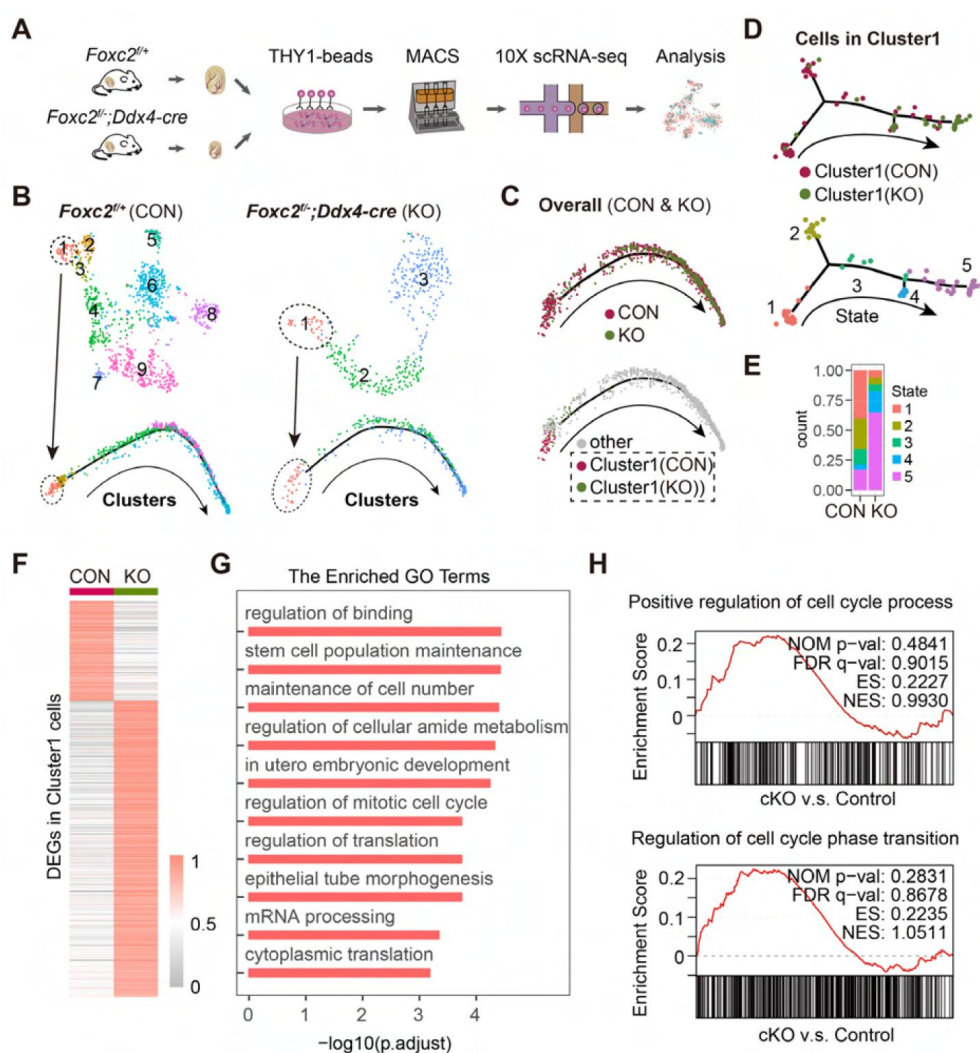 A
Foxc2f/+
Foxc2f/-;Ddx4-cre
THY1-beads
MACS
10X scRNA-seq
Analysis
B
Foxc2f/+ (CON)
Foxc2f/-;Ddx4-cre (KO)
1
2
3
4
5
6
7
8
9
1
2
3
Clusters
Clusters
C
Overall (CON & KO)
CON
KO
other
Cluster1(CON)
Cluster1(KO))
D
Cells in Cluster1
Cluster1(CON)
Cluster1(KO)
2
1
3
4
5
State
E
count
1.00
0.75
0.50
0.25
0.00
CON KO
State
1
2
3
4
5
F
CON KO
DEGs in Cluster1 cells
1
0.5
0
G
The Enriched GO Terms
regulation of binding
stem cell population maintenance
maintenance of cell number
regulation of cellular amide metabolism
in utero embryonic development
regulation of mitotic cell cycle
regulation of translation
epithelial tube morphogenesis
mRNA processing
cytoplasmic translation
0 1 2 3 4
−log10(p.adjust)
H
Positive regulation of cell cycle process
Enrichment Score
0.2
0.1
0
NOM p-val: 0.4841
FDR q-val: 0.9015
ES: 0.2227
NES: 0.9930
cKO v.s. Control
Regulation of cell cycle phase transition
Enrichment Score
0.2
0.1
0
NOM p-val: 0.2831
FDR q-val: 0.8678
ES: 0.2235
NES: 1.0511
cKO v.s. Control